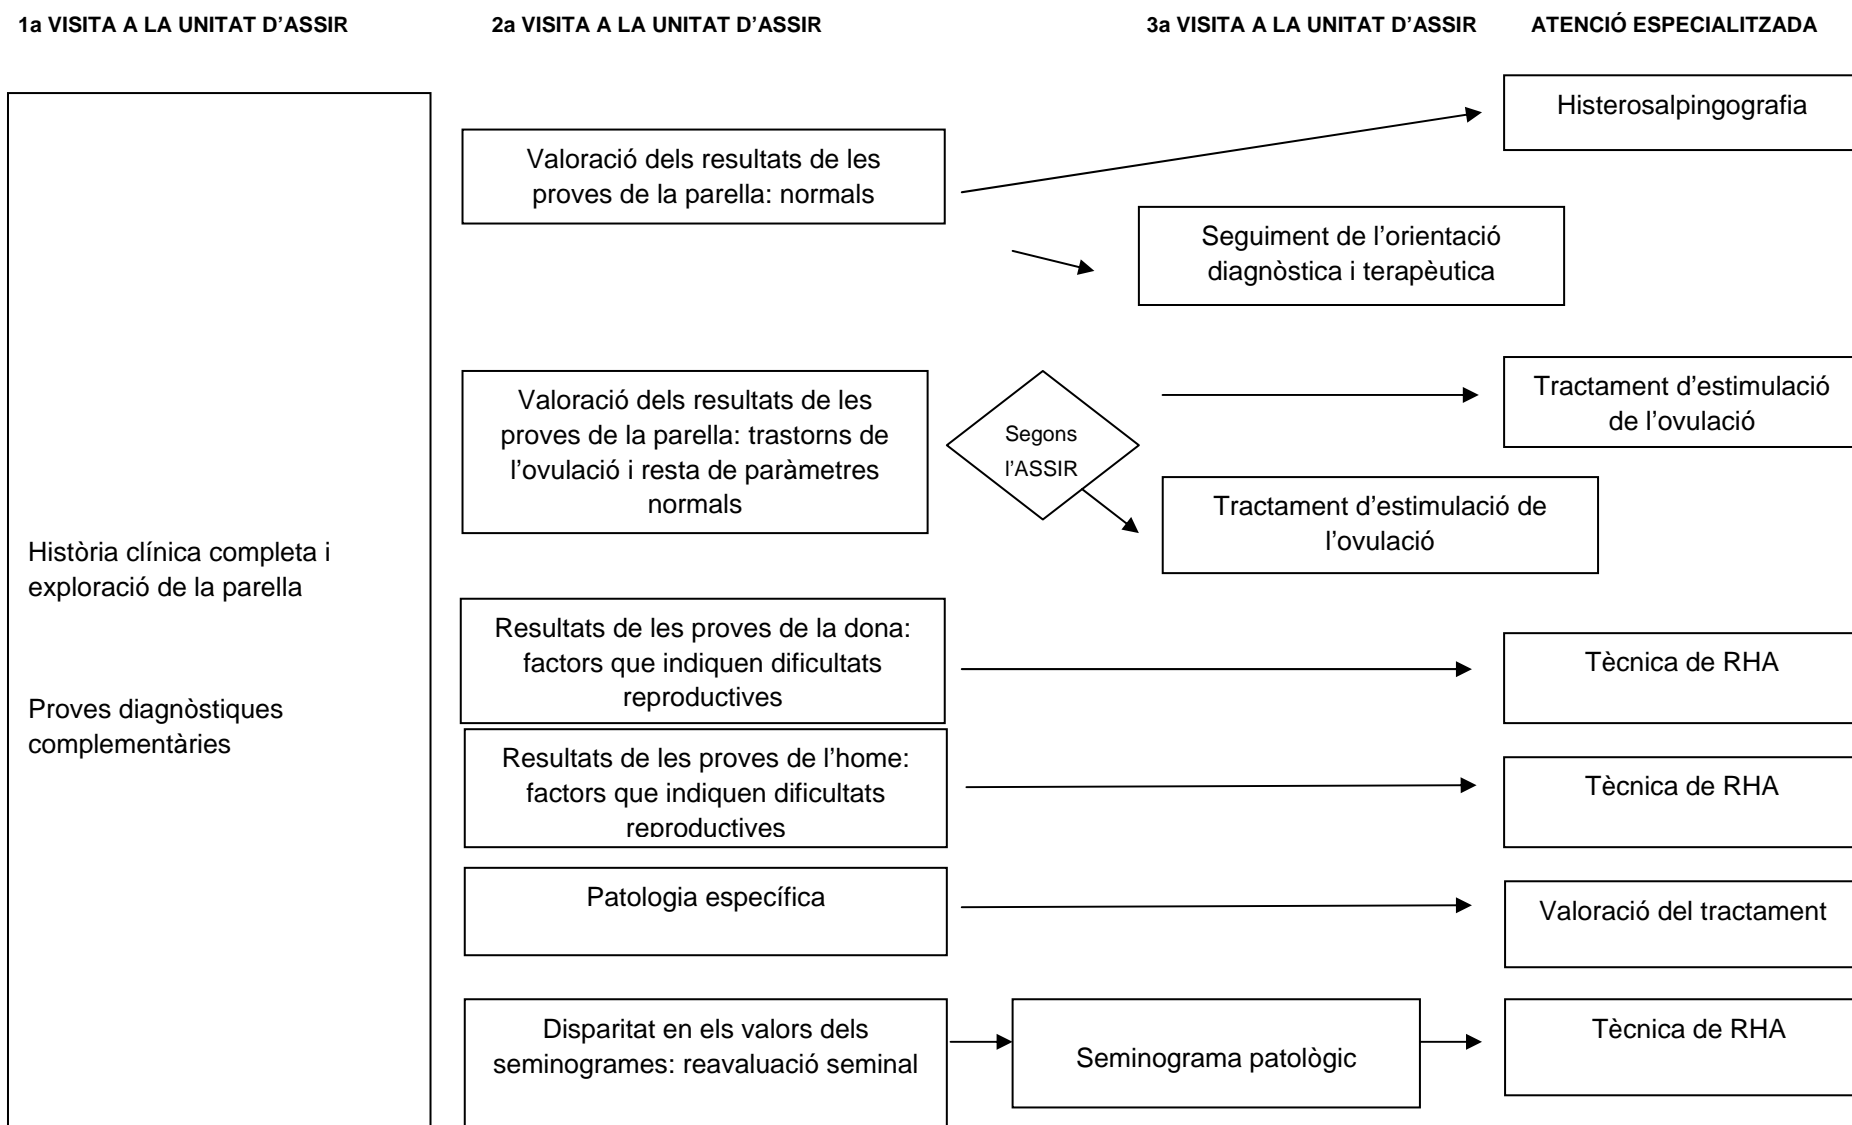 1a VISITA A LA UNITAT D’ASSIR
2a VISITA A LA UNITAT D’ASSIR
3a VISITA A LA UNITAT D’ASSIR
ATENCIÓ ESPECIALITZADA
Història clínica completa i
exploració de la parella
Proves diagnòstiques
complementàries
Valoració dels resultats de les
proves de la parella: normals
Histerosalpingografia
Seguiment de l’orientació
diagnòstica i terapèutica
Valoració dels resultats de les
proves de la parella: trastorns de
l’ovulació i resta de paràmetres
normals
Segons
l’ASSIR
Tractament d’estimulació
de l’ovulació
Tractament d’estimulació de
l’ovulació
Resultats de les proves de la dona:
factors que indiquen dificultats
reproductives
Tècnica de RHA
Resultats de les proves de l’home:
factors que indiquen dificultats
reproductives
Tècnica de RHA
Patologia específica
Valoració del tractament
Disparitat en els valors dels
seminogrames: reavaluació seminal
Seminograma patològic
Tècnica de RHA